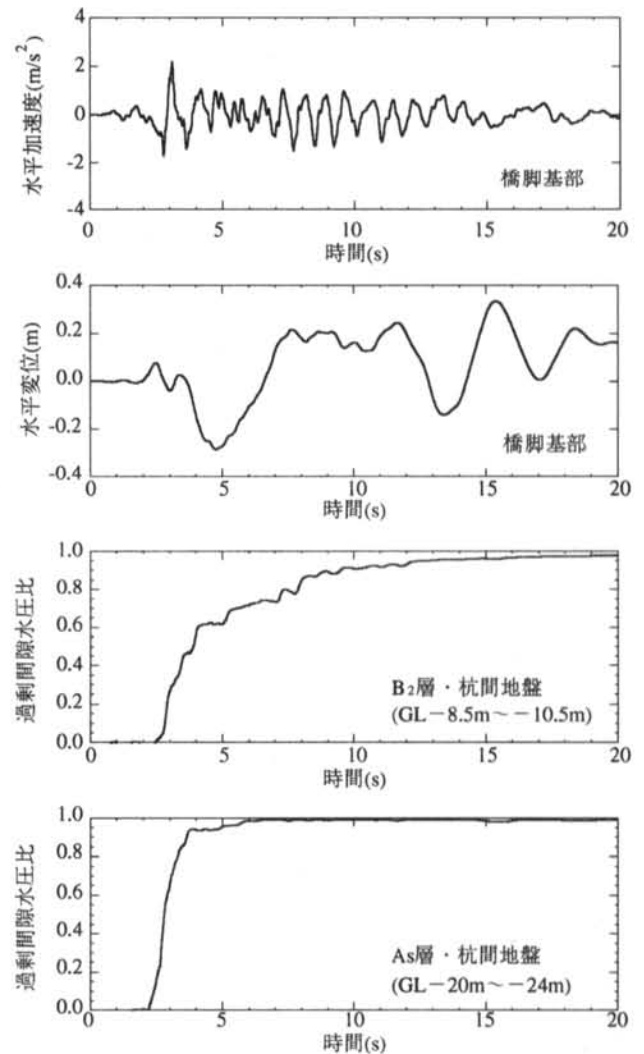 水平加速度(m/s²)
4
2
0
-2
-4
橋脚基部
0 5 10 15 20
時間(s)
水平変位(m)
0.4
0.2
0.0
-0.2
-0.4
橋脚基部
0 5 10 15 20
時間(s)
過剰間隙水圧比
1.0
0.8
0.6
0.4
0.2
0.0
B₂層・杭間地盤
(GL-8.5m～-10.5m)
0 5 10 15 20
時間(s)
過剰間隙水圧比
1.0
0.8
0.6
0.4
0.2
0.0
As層・杭間地盤
(GL-20m～-24m)
0 5 10 15 20
時間(s)